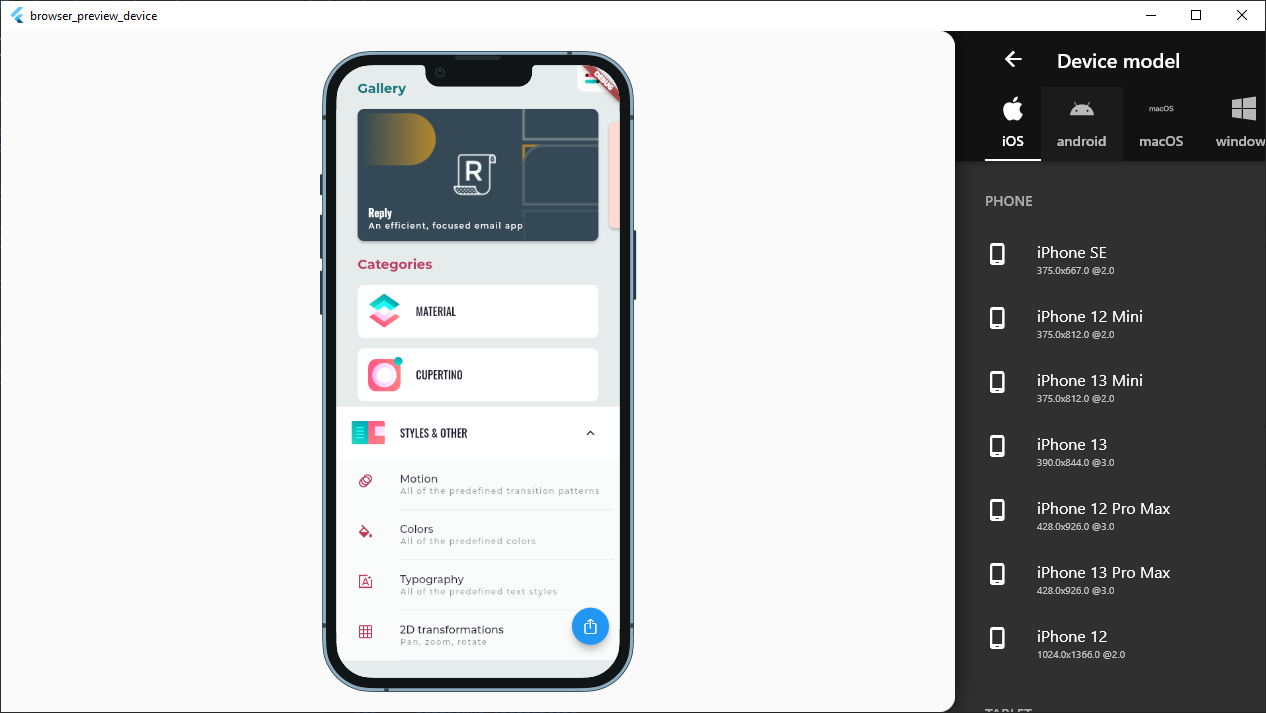 browser_preview_device
Gallery
DEBUG
R
Reply
An efficient, focused email app
Categories
MATERIAL
CUPERTINO
STYLES & OTHER
Motion
All of the predefined transition patterns
Colors
All of the predefined colors
A
Typography
All of the predefined text styles
2D transformations
Pan, zoom, rotate
Device model
macOS
iOS
android
macOS
window
PHONE
iPhone SE
375.0x667.0 @2.0
iPhone 12 Mini
375.0x812.0 @2.0
iPhone 13 Mini
375.0x812.0 @2.0
iPhone 13
390.0x844.0 @3.0
iPhone 12 Pro Max
428.0x926.0 @3.0
iPhone 13 Pro Max
428.0x926.0 @3.0
iPhone 12
1024.0x1366.0 @2.0
TABLET